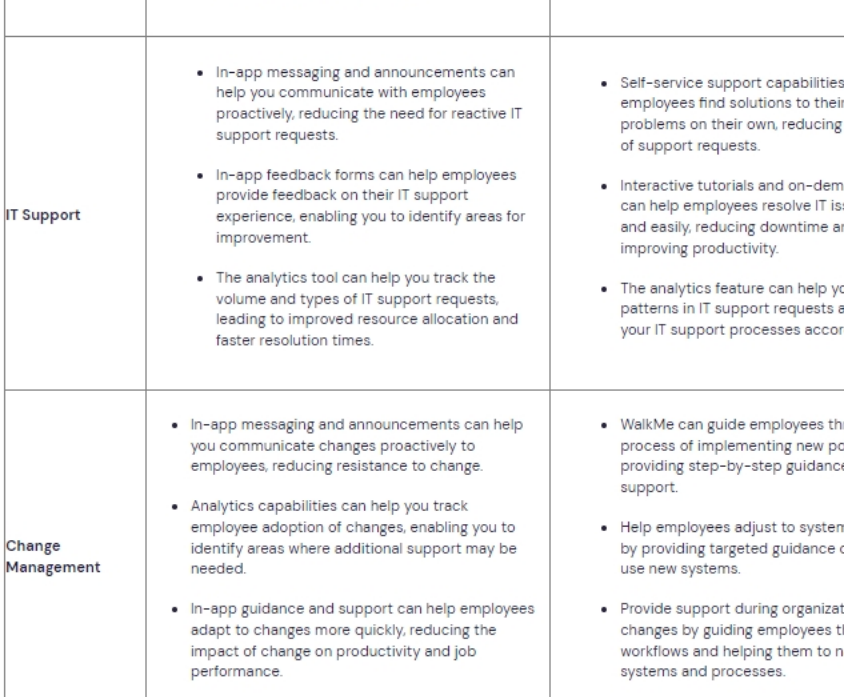 IT Support
In-app messaging and announcements can
help you communicate with employees
proactively, reducing the need for reactive IT
support requests.
In-app feedback forms can help employees
provide feedback on their IT support
experience, enabling you to identify areas for
improvement.
The analytics tool can help you track the
volume and types of IT support requests,
leading to improved resource allocation and
faster resolution times.
Self-service support capabilities
employees find solutions to their
problems on their own, reducing
of support requests.
Interactive tutorials and on-dem
can help employees resolve IT is
and easily, reducing downtime a
improving productivity.
The analytics feature can help yo
patterns in IT support requests a
your IT support processes accor
Change
Management
In-app messaging and announcements can help
you communicate changes proactively to
employees, reducing resistance to change.
Analytics capabilities can help you track
employee adoption of changes, enabling you to
identify areas where additional support may be
needed.
In-app guidance and support can help employees
adapt to changes more quickly, reducing the
impact of change on productivity and job
performance.
WalkMe can guide employees th
process of implementing new po
providing step-by-step guidance
support.
Help employees adjust to system
by providing targeted guidance o
use new systems.
Provide support during organizat
changes by guiding employees th
workflows and helping them to n
systems and processes.